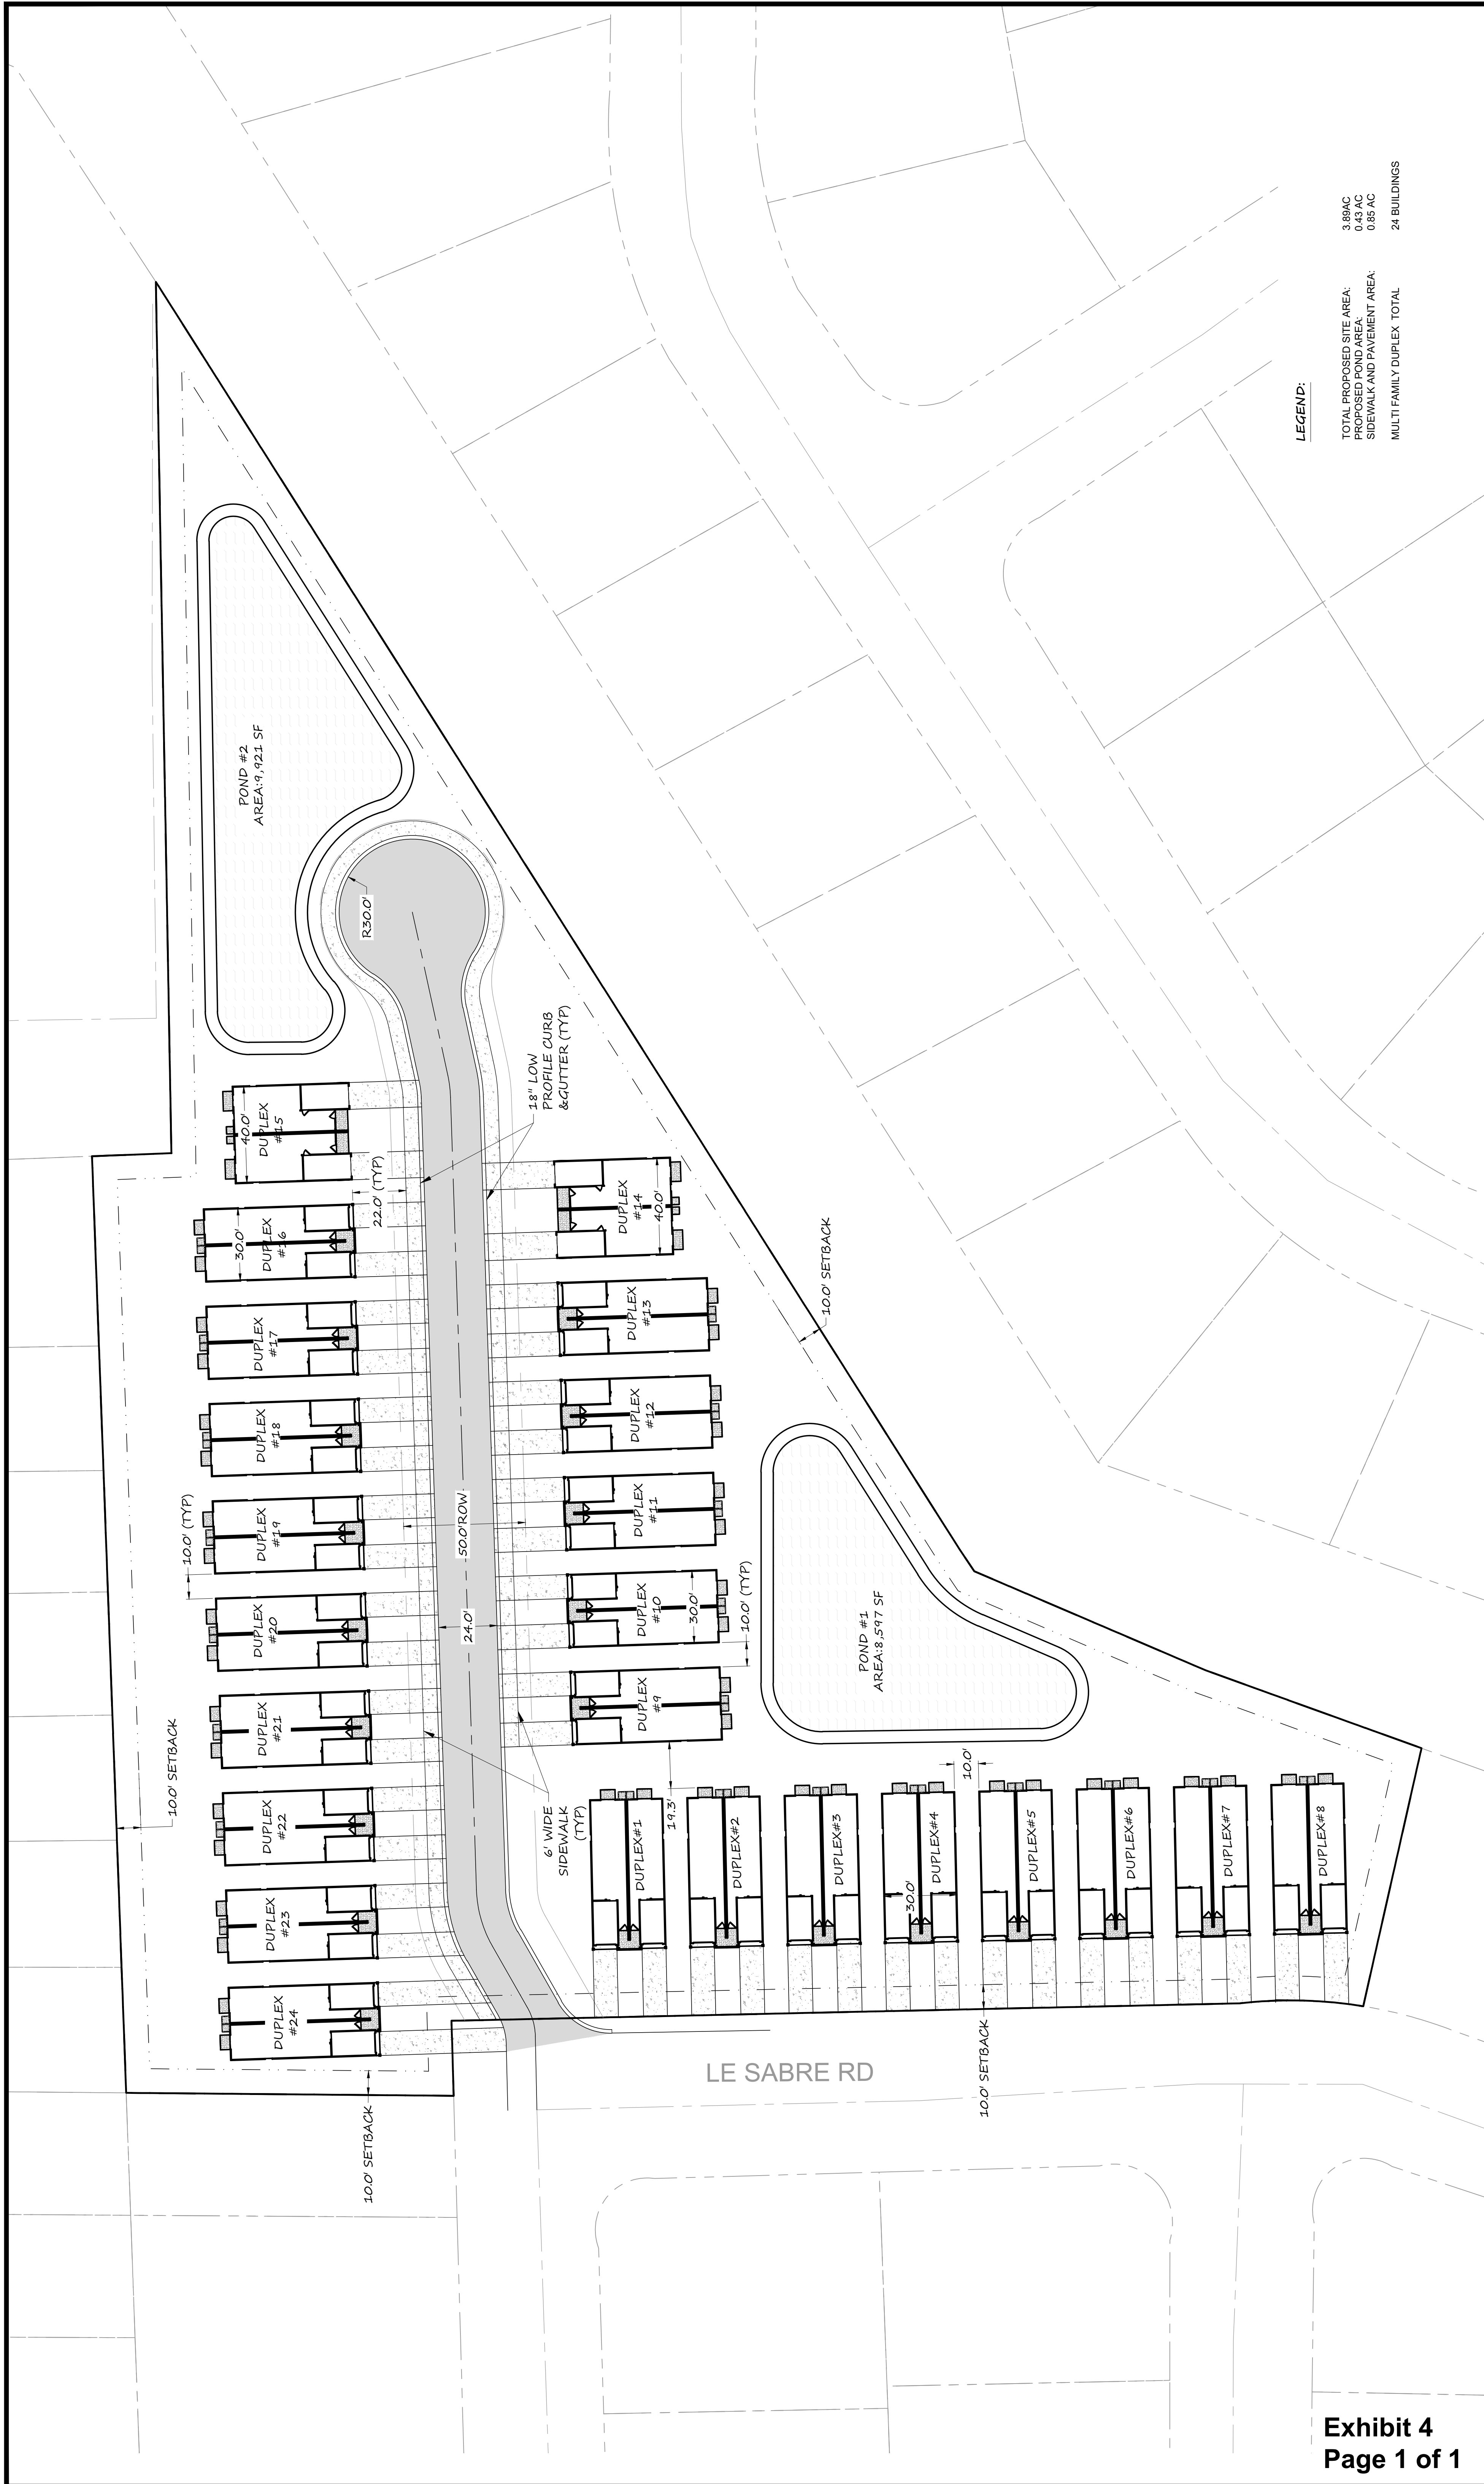 LEGEND:
TOTAL PROPOSED SITE AREA: 3.89AC
PROPOSED POND AREA: 0.43 AC
SIDEWALK AND PAVEMENT AREA: 0.85 AC
MULTI FAMILY DUPLEX TOTAL 24 BUILDINGS
POND #2
AREA:9,921 SF
R30.0'
18" LOW
PROFILE CURB
&GUTTER (TYP)
40.0'
DUPLEX
#15
22.0' (TYP)
30.0'
DUPLEX
#16
DUPLEX
#14
40.0'
DUPLEX
#17
DUPLEX
#13
10.0' SETBACK
DUPLEX
#18
DUPLEX
#12
10.0' (TYP)
DUPLEX
#19
50.0'ROW
DUPLEX
#11
DUPLEX
#20
24.0'
DUPLEX
#10
30.0'
10.0' (TYP)
POND #1
AREA:8,597 SF
10.0' SETBACK
DUPLEX
#21
DUPLEX
#9
DUPLEX
#22
6' WIDE
SIDEWALK
(TYP)
19.3'
10.0'
DUPLEX#1
DUPLEX#2
DUPLEX#3
DUPLEX#4
30.0'
DUPLEX#5
DUPLEX#6
DUPLEX#7
DUPLEX#8
DUPLEX
#23
DUPLEX
#24
10.0' SETBACK
LE SABRE RD
10.0' SETBACK
Exhibit 4
Page 1 of 1